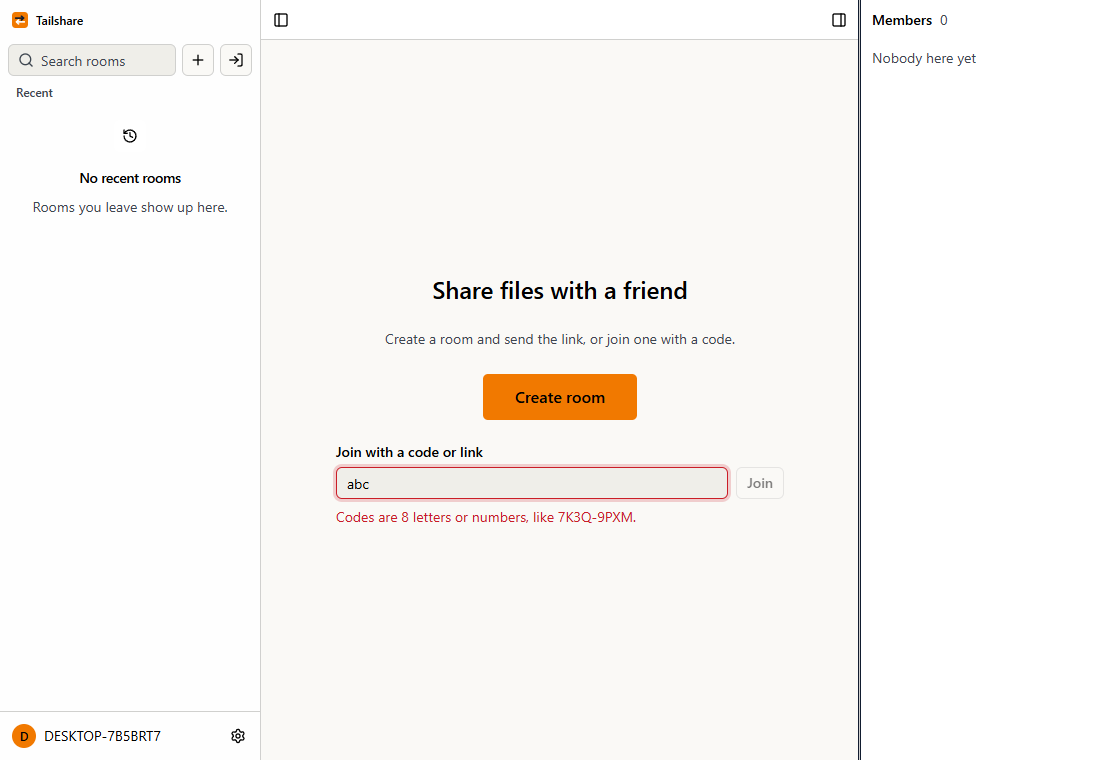 Tailshare
Search rooms
Recent
No recent rooms
Rooms you leave show up here.
D DESKTOP-7B5BRT7
Share files with a friend
Create a room and send the link, or join one with a code.
Create room
Join with a code or link
abc
Join
Codes are 8 letters or numbers, like 7K3Q-9PXM.
Members 0
Nobody here yet